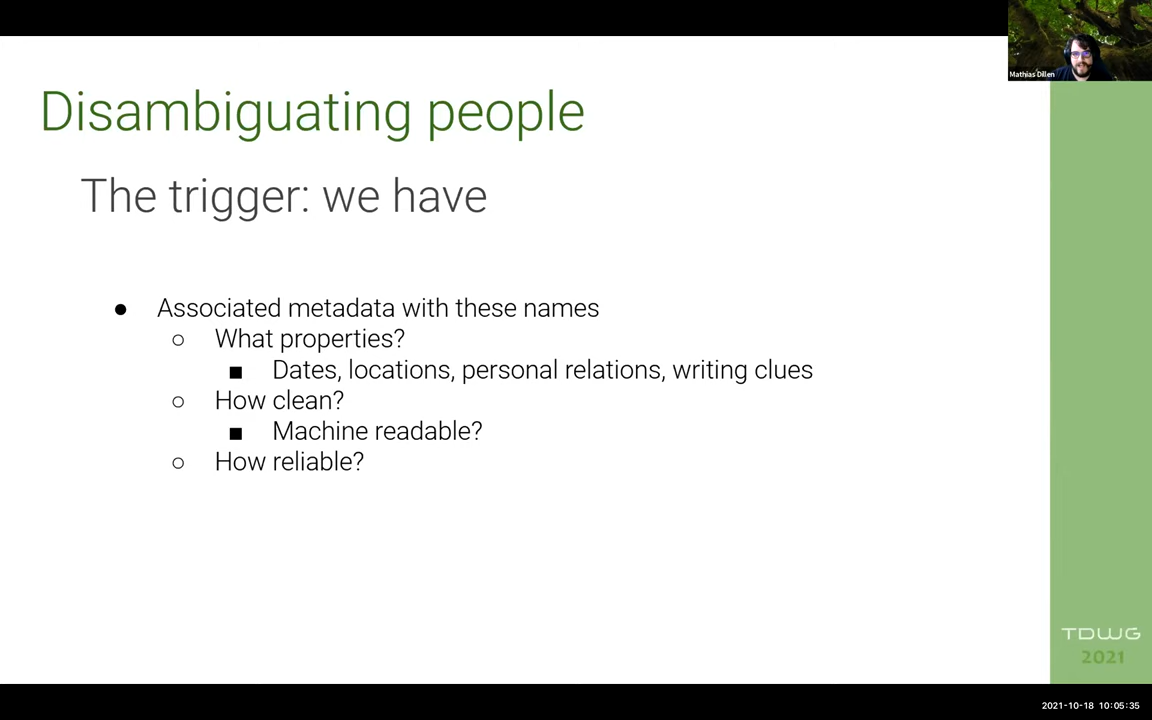 Mathias Dillen
Disambiguating people
The trigger: we have
● Associated metadata with these names
○ What properties?
■ Dates, locations, personal relations, writing clues
○ How clean?
■ Machine readable?
○ How reliable?
TDWG
2021
2021-10-18 10:05:35